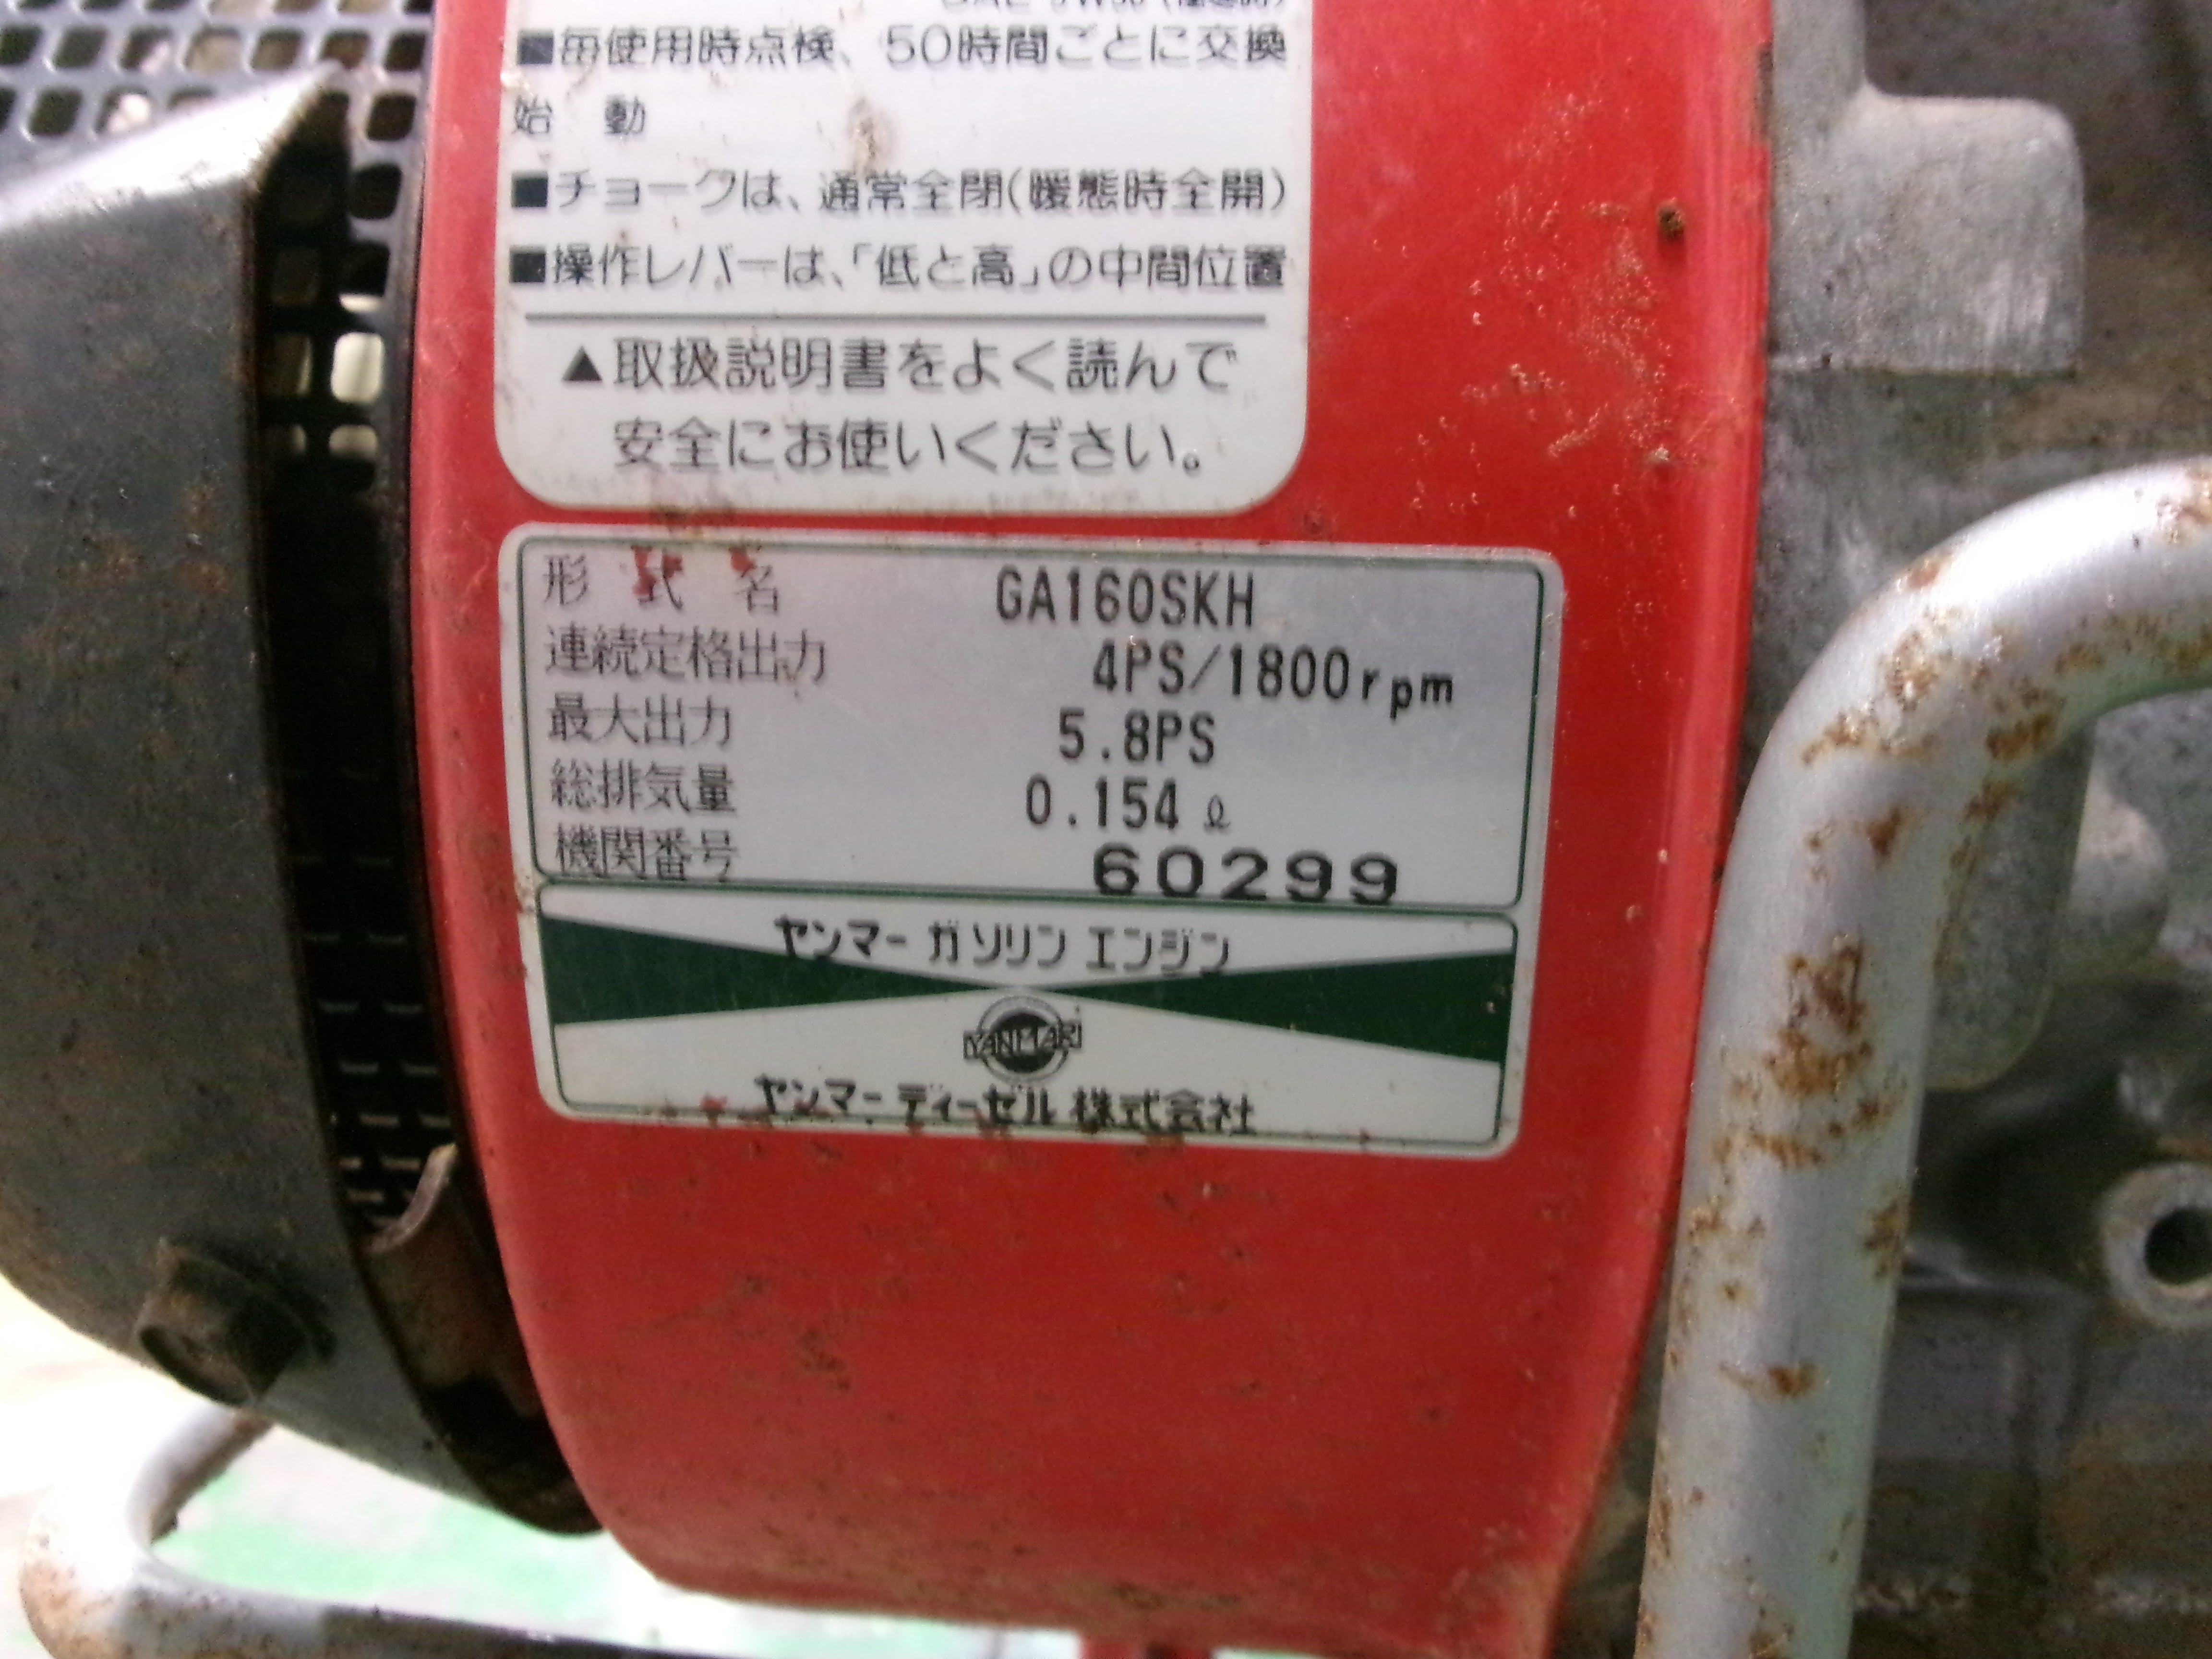 ■毎使用時点検、50時間ごとに交換
始 動
■チョークは、通常全閉(暖態時全開)
■操作レバーは、「低と高」の中間位置
▲取扱説明書をよく読んで
安全にお使いください。
形 式 名 GA160SKH
連続定格出力 4PS/1800rpm
最大出力 5.8PS
総排気量 0.154ℓ
機関番号 60299
ヤンマー ガソリン エンジン
YANMAR
ヤンマー ディーゼル 株式会社